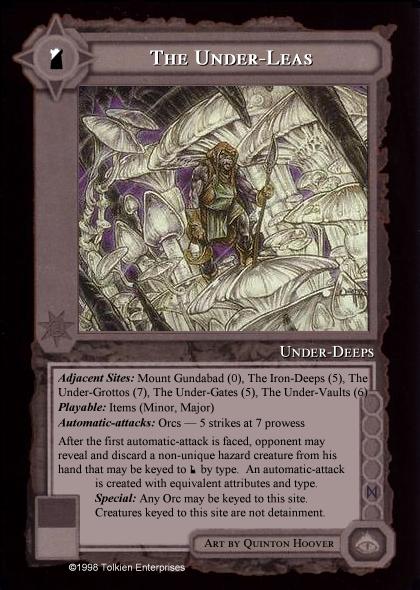 THE UNDER-LEAS
UNDER-DEEPS
Adjacent Sites: Mount Gundabad (0), The Iron-Deeps (5), The
Under-Grottos (7), The Under-Gates (5), The Under-Vaults (6)
Playable: Items (Minor, Major)
Automatic-attacks: Orcs — 5 strikes at 7 prowess
After the first automatic-attack is faced, opponent may
reveal and discard a non-unique hazard creature from his
hand that may be keyed to by type. An automatic-attack
is created with equivalent attributes and type.
Special: Any Orc may be keyed to this site.
Creatures keyed to this site are not detainment.
ART BY QUINTON HOOVER
©1998 Tolkien Enterprises